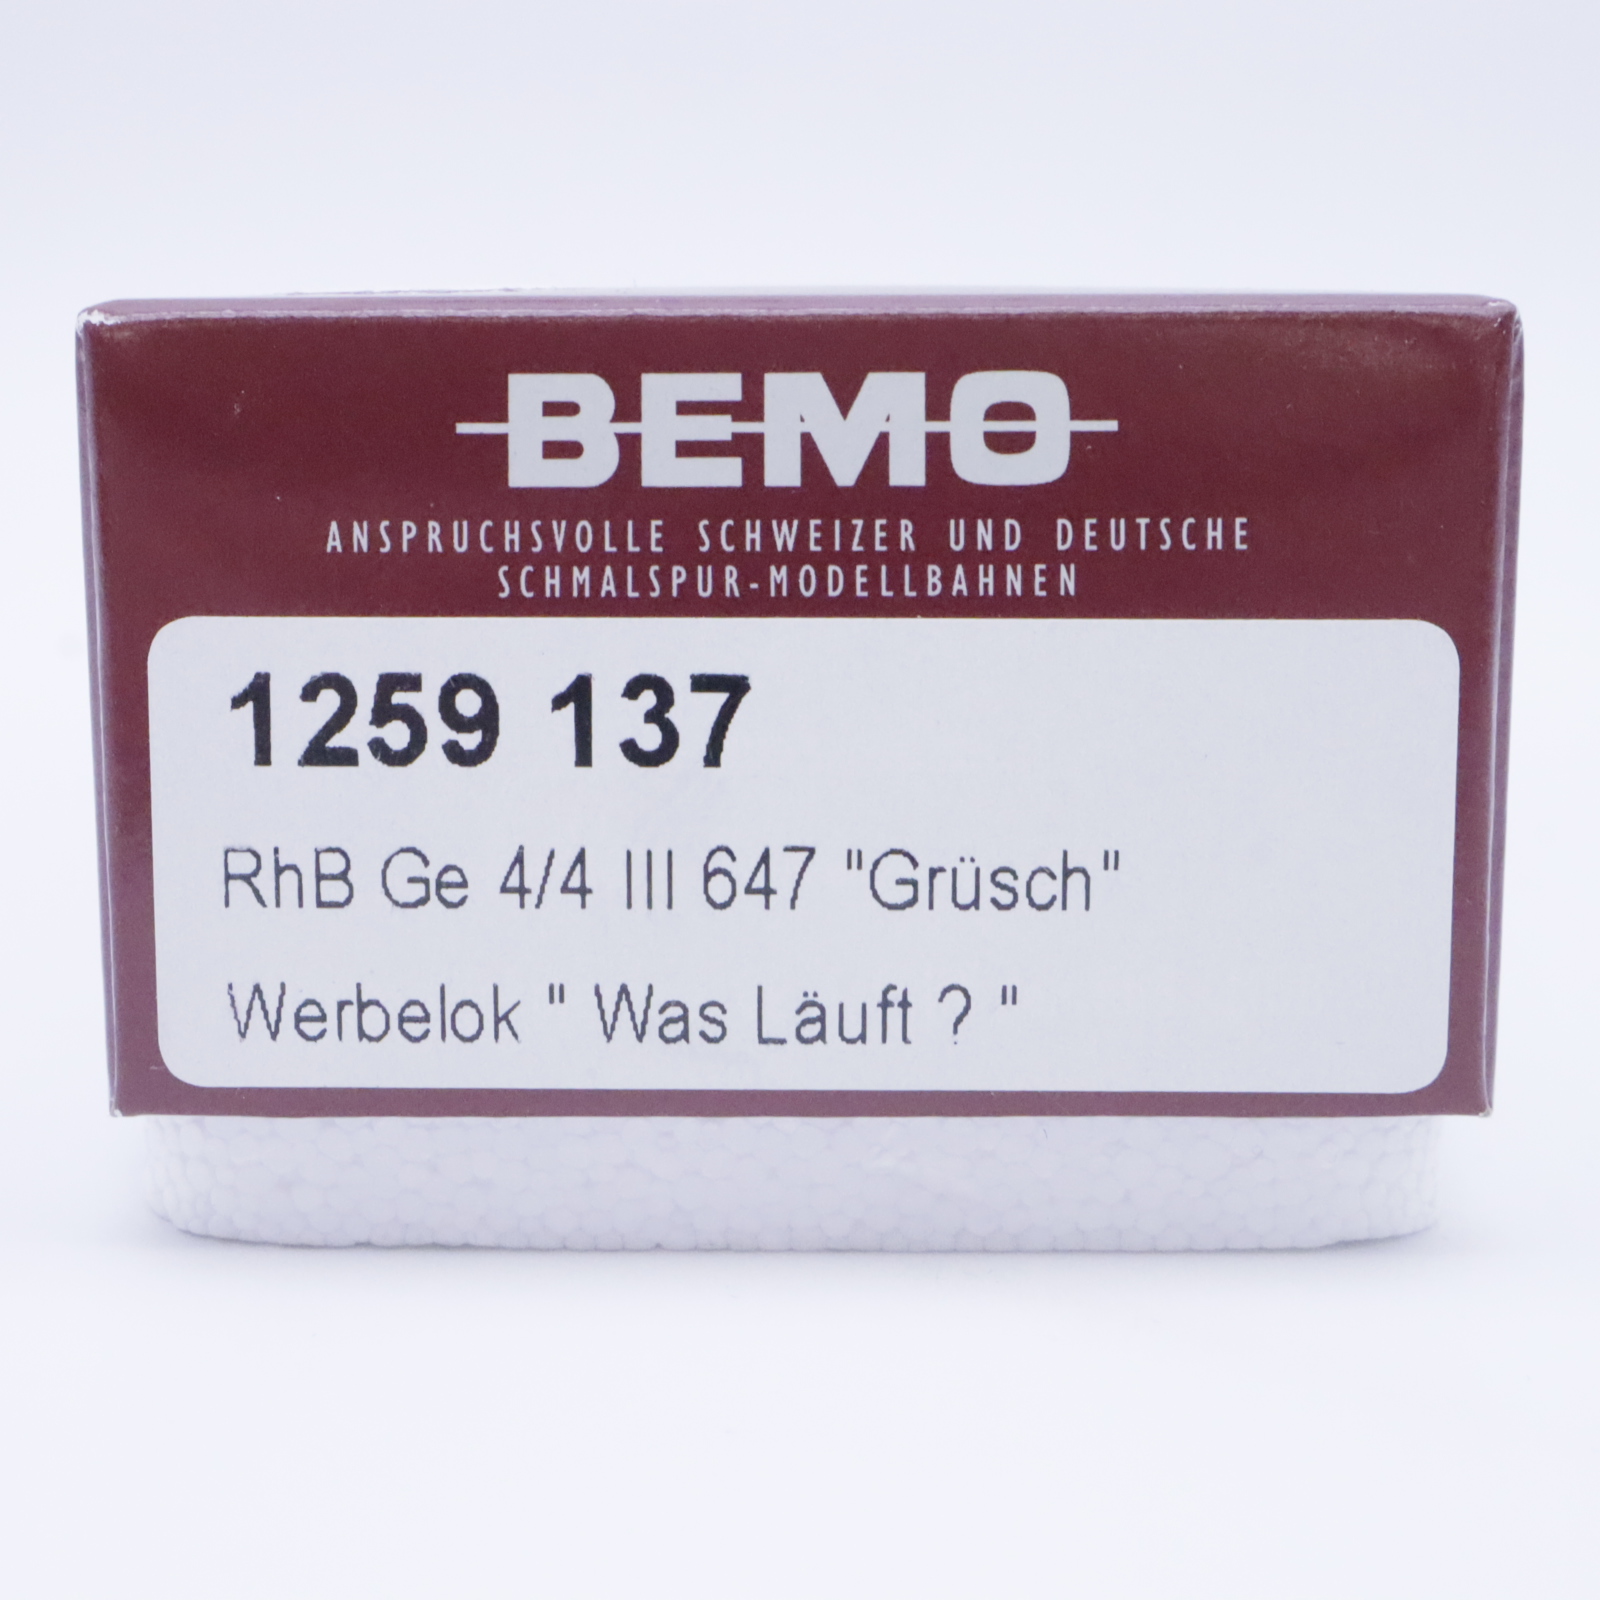 BEMO
ANSPRUCHSVOLLE SCHWEIZER UND DEUTSCHE
SCHMALSPUR-MODELLBAHNEN
1259 137
RhB Ge 4/4 III 647 "Grüsch"
Werbelok " Was Läuft ? "